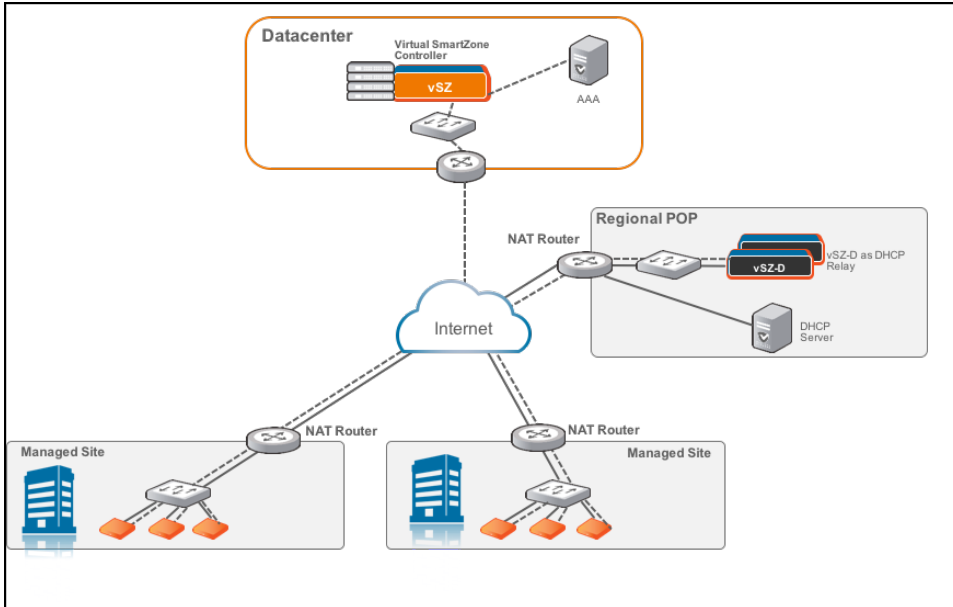 Datacenter
Virtual SmartZone
Controller
vSZ
AAA
Regional POP
NAT Router
vSZ-D as DHCP
Relay
vSZ-D
Internet
DHCP
Server
NAT Router
NAT Router
Managed Site
Managed Site